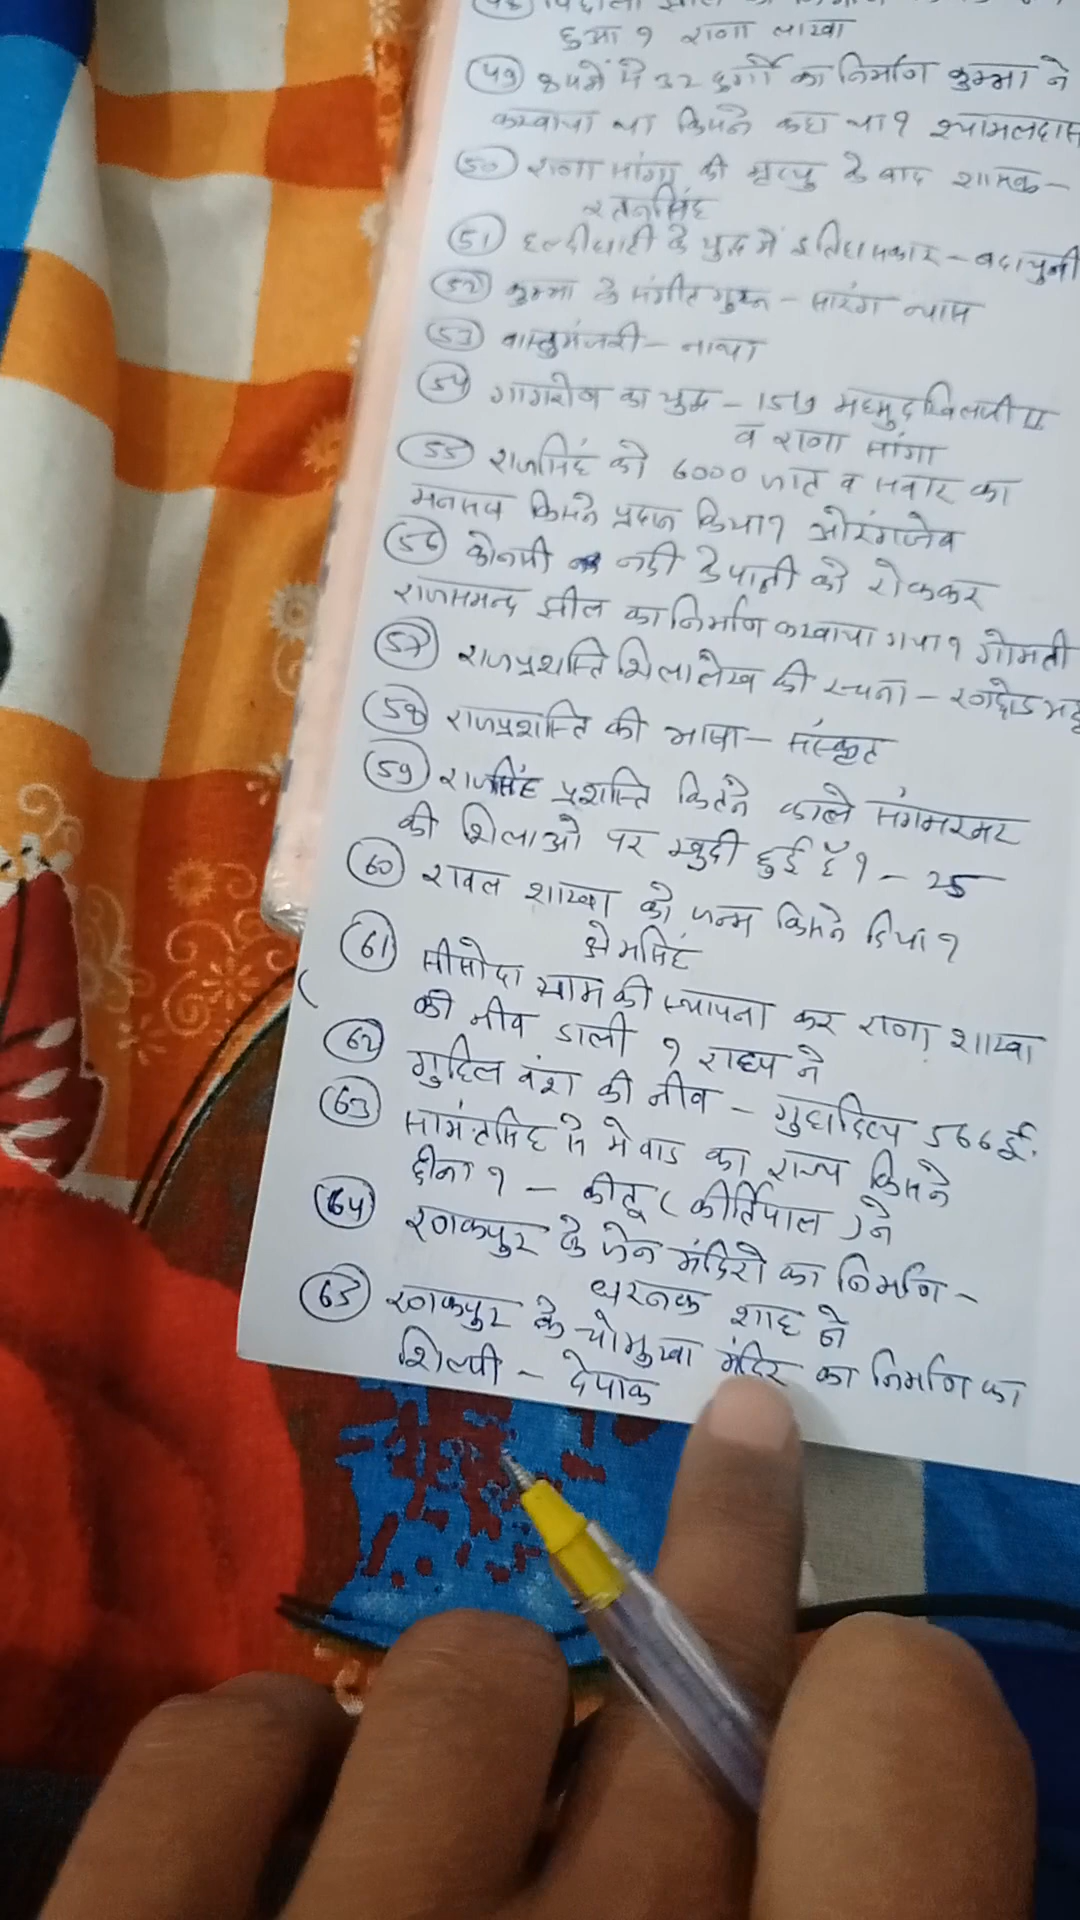 हुआ ? राणा लाखा
(49) 84 में से 32 दुर्गों का निर्माण कुम्भा ने
करवाया था किसने कहा था ? श्यामलदास
(50) राणा सांगा की मृत्यु के बाद शासक -
रतनसिंह
(51) हल्दीघाटी के युद्ध में इतिहासकार - बदायुनी
(52) कुम्भा के संगीत गुरु - सारंग व्यास
(53) वास्तुमंजरी - नाथा
(54) गागरोन का युद्ध - 1519 महमुद खिलजी II
व राणा सांगा
(55) राजसिंह को 6000 जात व सवार का
मनसब किसने प्रदान किया ? औरंगजेब
(56) कोनसी नदी के पानी को रोककर
राजसमन्द झील का निर्माण करवाया गया ? गोमती
(57) राजप्रशस्ति शिलालेख की रचना - रणछोड भट्ट
(58) राजप्रशस्ति की भाषा - संस्कृत
(59) राजसिंह प्रशस्ति कितने काले संगमरमर
की शिलाओ पर खुदी हुई हैं ? - 25
(60) रावल शाखा को जन्म किसने दिया ?
क्षेमसिंह
(61) सीसोदा ग्राम की स्थापना कर राणा शाखा
की नीव डाली ? राहप ने
(62) गुहिल वंश की नीव - गुहादित्य 566 ई.
(63) सामंतसिंह से मेवाड का राज्य किसने
छीना ? - कीतू (कीर्तिपाल) ने
(64) रणकपुर के जैन मंदिरो का निर्माण -
धरनक शाह ने
(65) रणकपुर के चोमुखा मंदिर का निर्माण का
शिल्पी - देपाक